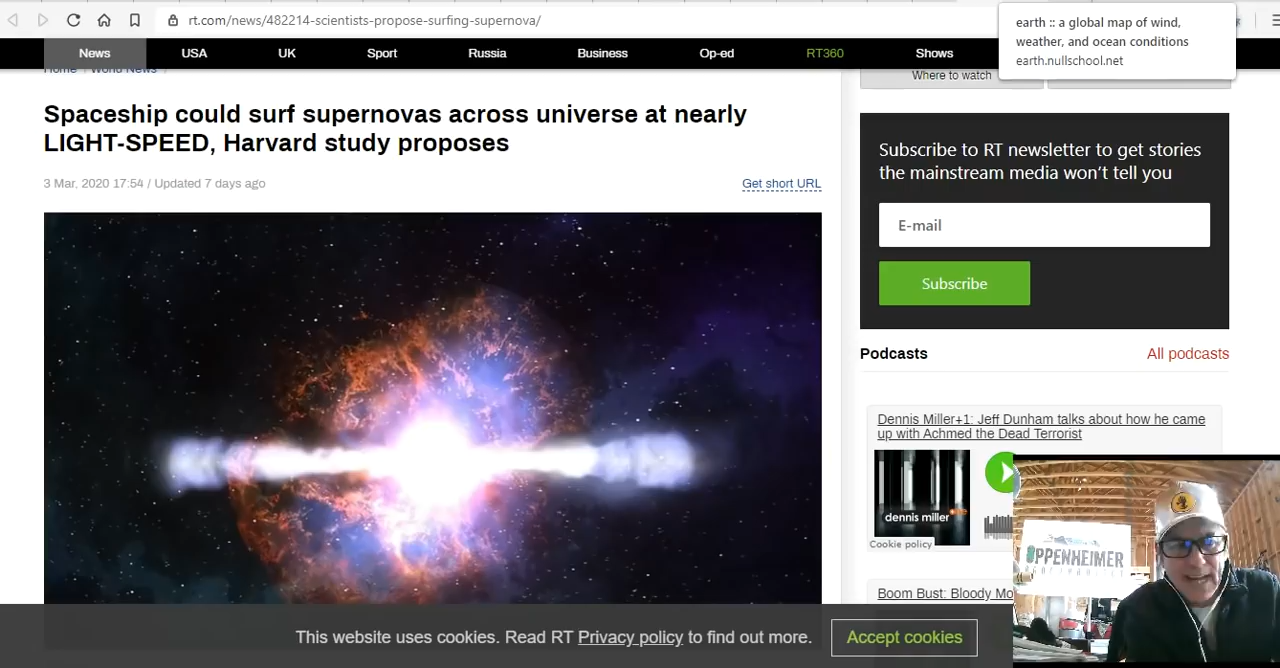 rt.com/news/482214-scientists-propose-surfing-supernova/
earth :: a global map of wind,
weather, and ocean conditions
earth.nullschool.net
News
USA
UK
Sport
Russia
Business
Op-ed
RT360
Shows
Home
World News
Where to watch
Spaceship could surf supernovas across universe at nearly
LIGHT-SPEED, Harvard study proposes
3 Mar, 2020 17:54 / Updated 7 days ago
Get short URL
Subscribe to RT newsletter to get stories
the mainstream media won't tell you
E-mail
Subscribe
Podcasts
All podcasts
Dennis Miller+1: Jeff Dunham talks about how he came
up with Achmed the Dead Terrorist
dennis miller
Cookie policy
Boom Bust: Bloody Mo
OPPENHEIMER
This website uses cookies. Read RT Privacy policy to find out more.
Accept cookies